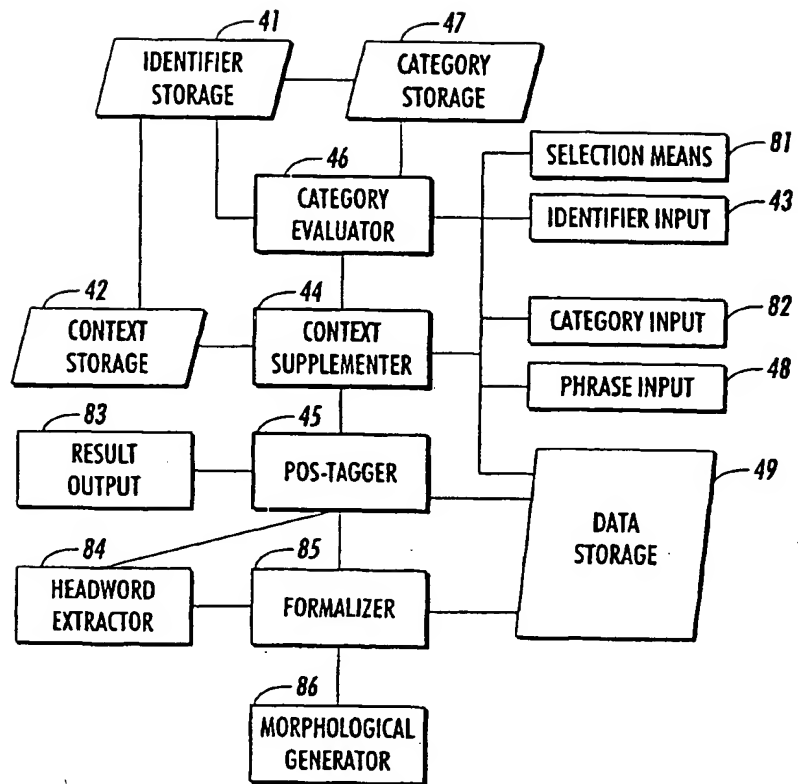 41
IDENTIFIER
STORAGE
47
CATEGORY
STORAGE
46
CATEGORY
EVALUATOR
SELECTION MEANS
81
IDENTIFIER INPUT
43
42
CONTEXT
STORAGE
44
CONTEXT
SUPPLEMENTER
CATEGORY INPUT
82
PHRASE INPUT
48
83
RESULT
OUTPUT
45
POS-TAGGER
DATA
STORAGE
49
84
HEADWORD
EXTRACTOR
85
FORMALIZER
86
MORPHOLOGICAL
GENERATOR